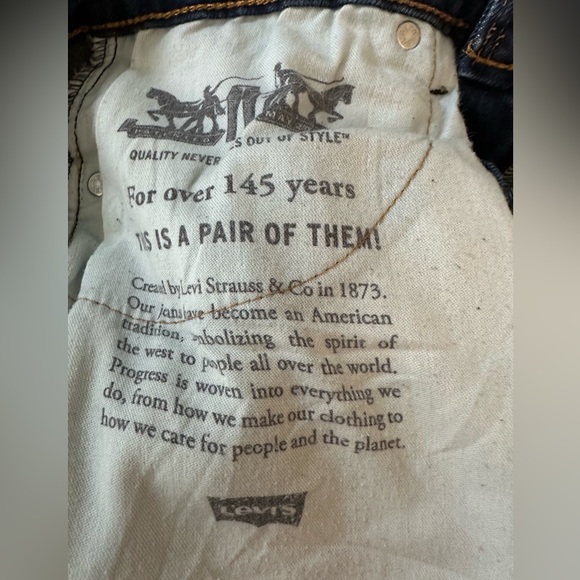 QUALITY NEVER
S OUT OF STYLE™
For over 145 years
THIS IS A PAIR OF THEM!
Created by Levi Strauss & Co in 1873.
Our jeans have become an American
tradition, symbolizing the spirit of
the west to people all over the world.
Progress is woven into everything we
do, from how we make our clothing to
how we care for people and the planet.
Levi's